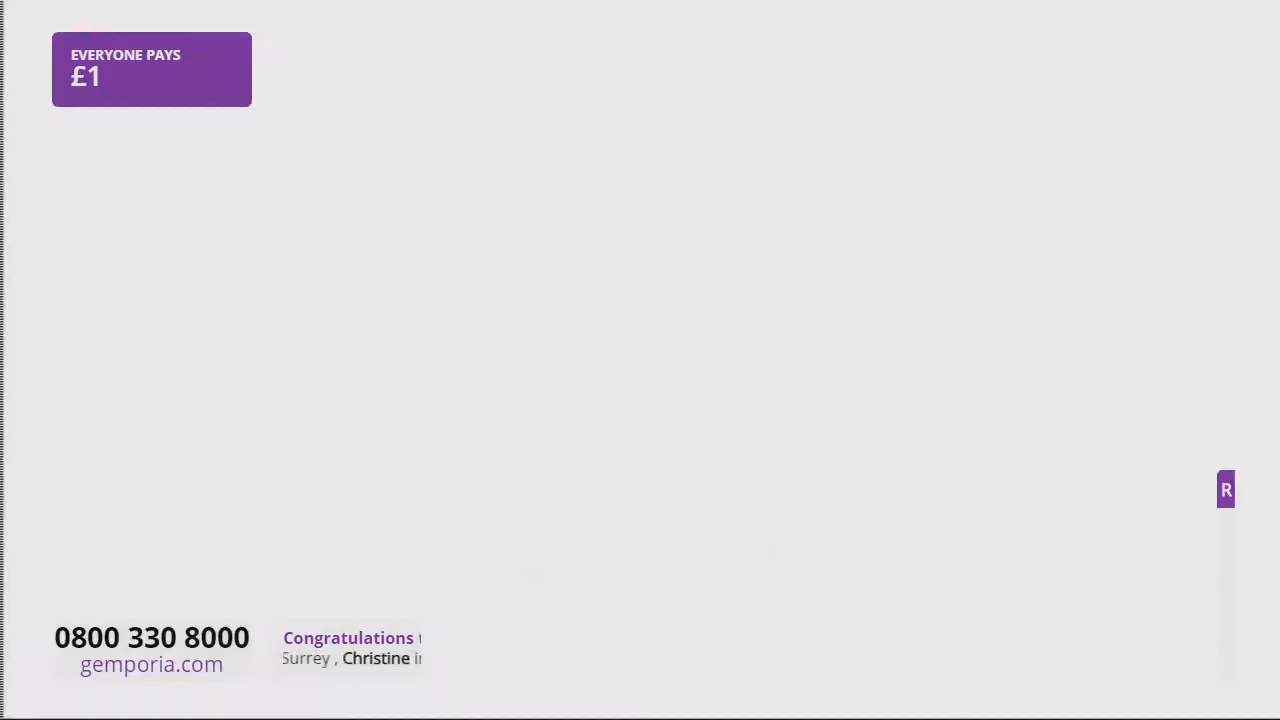 EVERYONE PAYS
£1
R
0800 330 8000
gemporia.com
Congratulations
Surrey , Christine